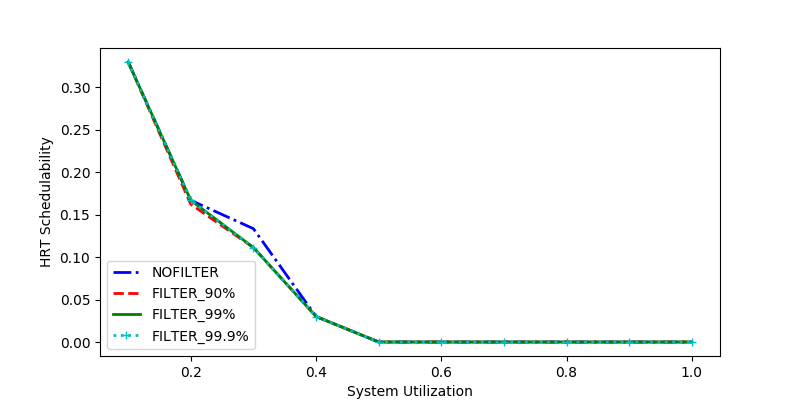 0.30
0.25
0.20
0.15
0.10
0.05
0.00
HRT Schedulability
NOFILTER
FILTER_90%
FILTER_99%
FILTER_99.9%
0.2 0.4 0.6 0.8 1.0
System Utilization